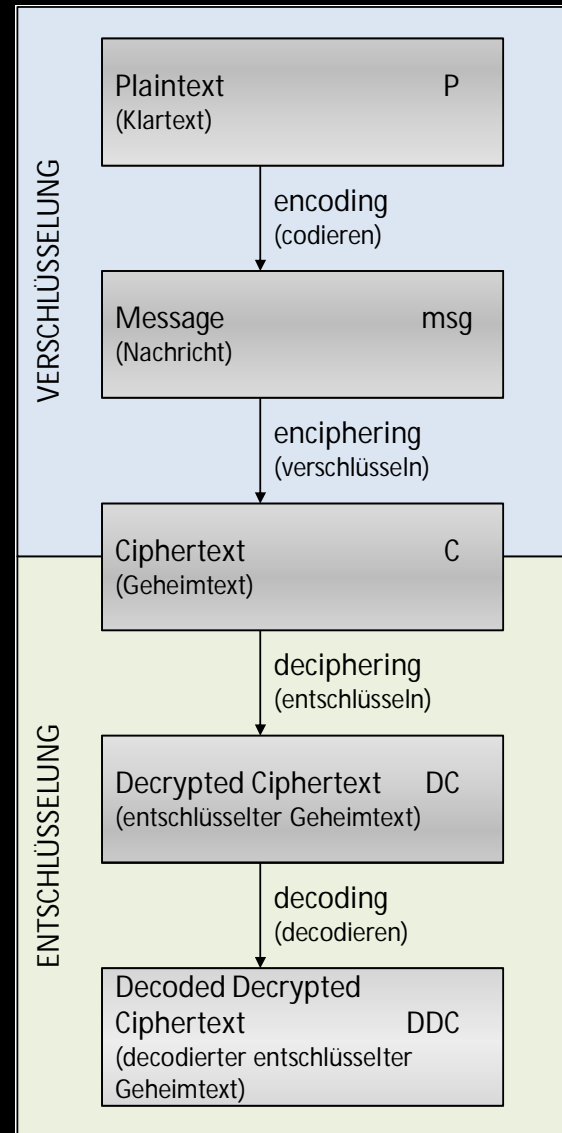 VERSCHLÜSSELUNG
Plaintext P
(Klartext)
encoding
(codieren)
Message msg
(Nachricht)
enciphering
(verschlüsseln)
Ciphertext C
(Geheimtext)
ENTSCHLÜSSELUNG
deciphering
(entschlüsseln)
Decrypted Ciphertext DC
(entschlüsselter Geheimtext)
decoding
(decodieren)
Decoded Decrypted
Ciphertext DDC
(decodierter entschlüsselter
Geheimtext)